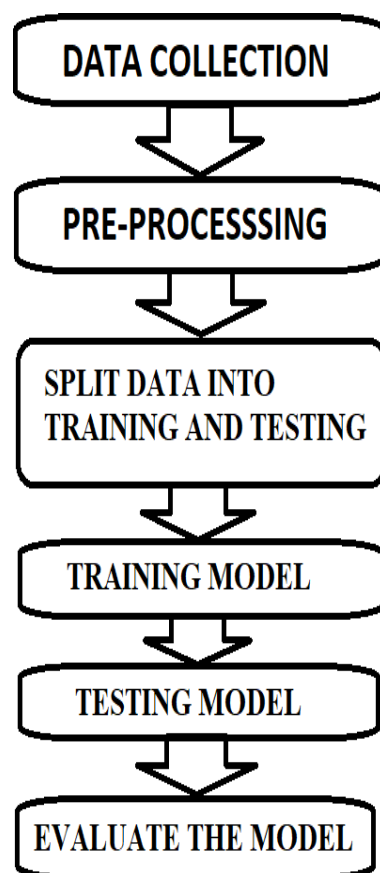 DATA COLLECTION
PRE-PROCESSSING
SPLIT DATA INTO
TRAINING AND TESTING
TRAINING MODEL
TESTING MODEL
EVALUATE THE MODEL